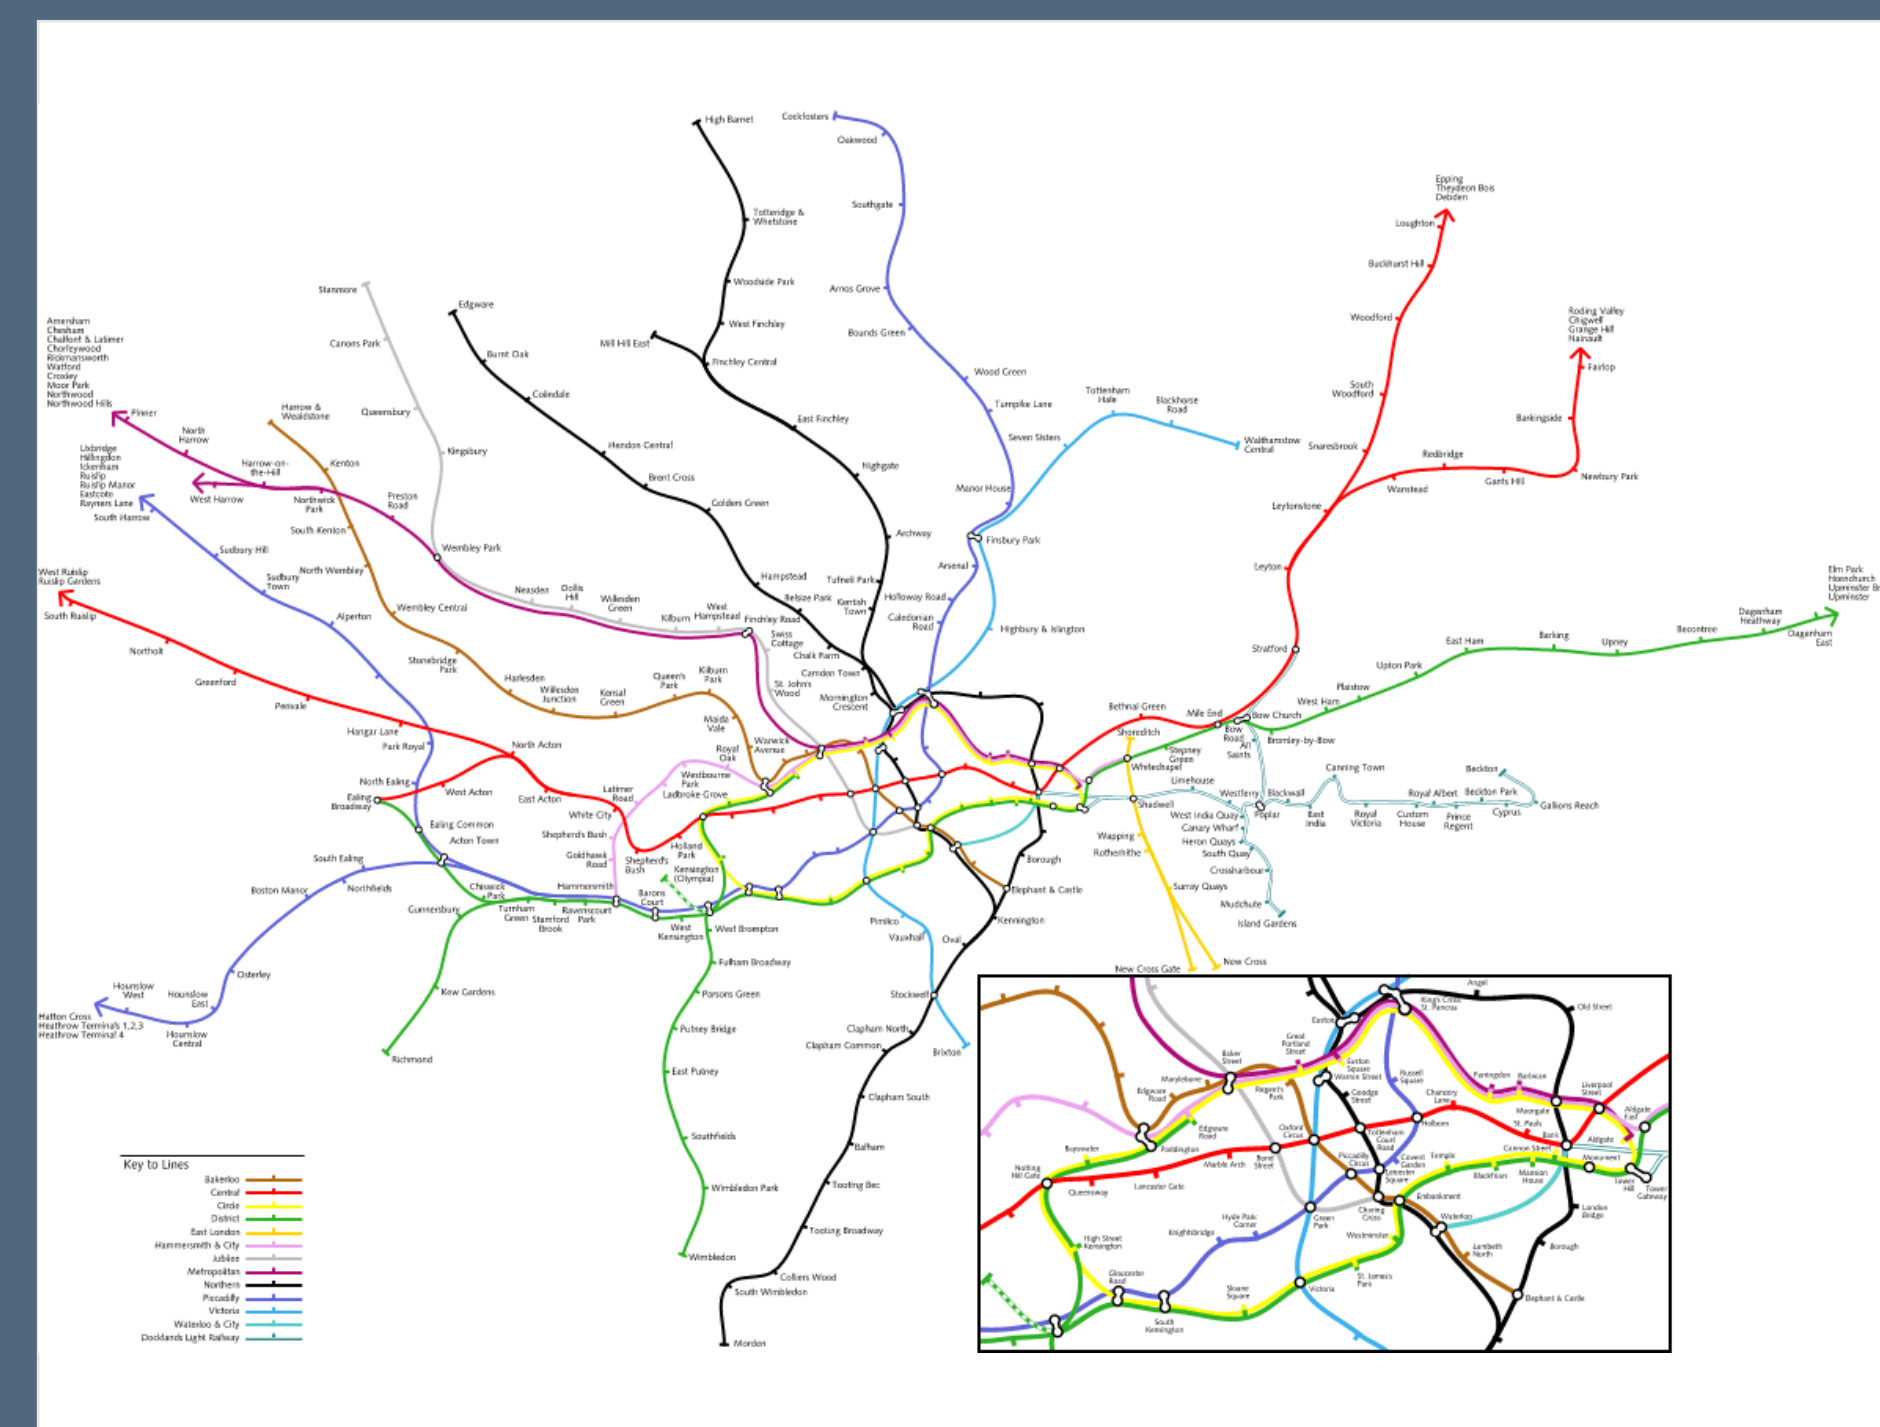 High Barnet
Cockfosters
Oakwood
Totteridge &
Whetstone
Southgate
Woodside Park
Arnos Grove
West Finchley
Bounds Green
Mill Hill East
Finchley Central
Wood Green
Turnpike Lane
East Finchley
Seven Sisters
Tottenham
Hale
Blackhorse
Road
Walthamstow
Central
Highgate
Manor House
Archway
Finsbury Park
Arsenal
Tufnell Park
Holloway Road
Kentish
Town
Caledonian
Road
Highbury & Islington
Camden Town
Mornington
Crescent
Epping
Theydon Bois
Debden
Loughton
Buckhurst Hill
Woodford
South
Woodford
Snaresbrook
Roding Valley
Chigwell
Grange Hill
Hainault
Fairlop
Barkingside
Newbury Park
Gants Hill
Redbridge
Wanstead
Leytonstone
Leyton
Stratford
Elm Park
Hornchurch
Upminster Br
Upminster
Dagenham
East
Dagenham
Heathway
Becontree
Upney
Barking
East Ham
Upton Park
Plaistow
West Ham
Bromley-by-Bow
Bow Church
Bow
Road
Mile End
Bethnal Green
Shoreditch
Stepney
Green
Whitechapel
All
Saints
Stanmore
Canons Park
Queensbury
Kingsbury
Edgware
Burnt Oak
Colindale
Hendon Central
Brent Cross
Golders Green
Hampstead
Belsize Park
Chalk Farm
Amersham
Chesham
Chalfont & Latimer
Chorleywood
Rickmansworth
Watford
Croxley
Moor Park
Northwood
Northwood Hills
Pinner
North
Harrow
Harrow-on-
the-Hill
West Harrow
Northwick
Park
Preston
Road
Wembley Park
Harrow &
Wealdstone
Kenton
South Kenton
North Wembley
Wembley Central
Stonebridge
Park
Harlesden
Willesden
Junction
Kensal
Green
Queen's
Park
Kilburn
Park
Maida
Vale
Warwick
Avenue
Royal
Oak
Neasden
Dollis
Hill
Willesden
Green
Kilburn
West
Hampstead
Finchley Road
Swiss
Cottage
St. John's
Wood
Uxbridge
Hillingdon
Ickenham
Ruislip
Ruislip Manor
Eastcote
Rayners Lane
South Harrow
Sudbury Hill
Sudbury
Town
Alperton
Park Royal
North Ealing
West Ruislip
Ruislip Gardens
South Ruislip
Northolt
Greenford
Perivale
Hangar Lane
North Acton
West Acton
Ealing
Broadway
East Acton
White City
Latimer
Road
Westbourne
Park
Ladbroke Grove
Shepherd's Bush
Goldhawk
Road
Hammersmith
Shepherd's
Bush
Holland
Park
Kensington
(Olympia)
Barons
Court
West
Kensington
Ealing Common
Acton Town
Chiswick
Park
Turnham
Green
Stamford
Brook
Ravenscourt
Park
South Ealing
Northfields
Boston Manor
Osterley
Hounslow
East
Hounslow
Central
Hounslow
West
Hatton Cross
Heathrow Terminals 1,2,3
Heathrow Terminal 4
Gunnersbury
Kew Gardens
Richmond
West Brompton
Fulham Broadway
Parsons Green
Putney Bridge
East Putney
Southfields
Wimbledon Park
Wimbledon
Pimlico
Vauxhall
Stockwell
Brixton
Borough
Elephant & Castle
Kennington
Oval
Clapham North
Clapham Common
Clapham South
Balham
Tooting Bec
Tooting Broadway
Colliers Wood
South Wimbledon
Morden
Shadwell
Wapping
Rotherhithe
Surrey Quays
New Cross Gate
New Cross
Limehouse
Westferry
Poplar
Blackwall
East
India
Canning Town
Royal
Victoria
Custom
House
Royal Albert
Prince
Regent
Beckton Park
Cyprus
Gallions Reach
Beckton
West India Quay
Canary Wharf
Heron Quays
South Quay
Crossharbour
Mudchute
Island Gardens
Angel
Old Street
King's Cross
St. Pancras
Euston
Great
Portland
Street
Euston
Square
Warren Street
Baker
Street
Regent's
Park
Marylebone
Edgware
Road
Edgware
Road
Paddington
Bayswater
Notting
Hill Gate
Queensway
Lancaster Gate
Marble Arch
Bond
Street
Oxford
Circus
Goodge
Street
Tottenham
Court
Road
Russell
Square
Chancery
Lane
Holborn
Farringdon
Barbican
Moorgate
Liverpool
Street
Aldgate
East
Aldgate
St. Pauls
Bank
Cannon Street
Monument
Mansion
House
Blackfriars
Temple
Tower
Hill
Tower
Gateway
Covent
Garden
Leicester
Square
Piccadilly
Circus
Charing
Cross
Embankment
Waterloo
Lambeth
North
Elephant & Castle
London
Bridge
Borough
Westminster
St. James's
Park
Victoria
Green
Park
Hyde Park
Corner
Knightsbridge
Sloane
Square
South
Kensington
Gloucester
Road
High Street
Kensington
Key to Lines
Bakerloo
Central
Circle
District
East London
Hammersmith & City
Jubilee
Metropolitan
Northern
Piccadilly
Victoria
Waterloo & City
Docklands Light Railway